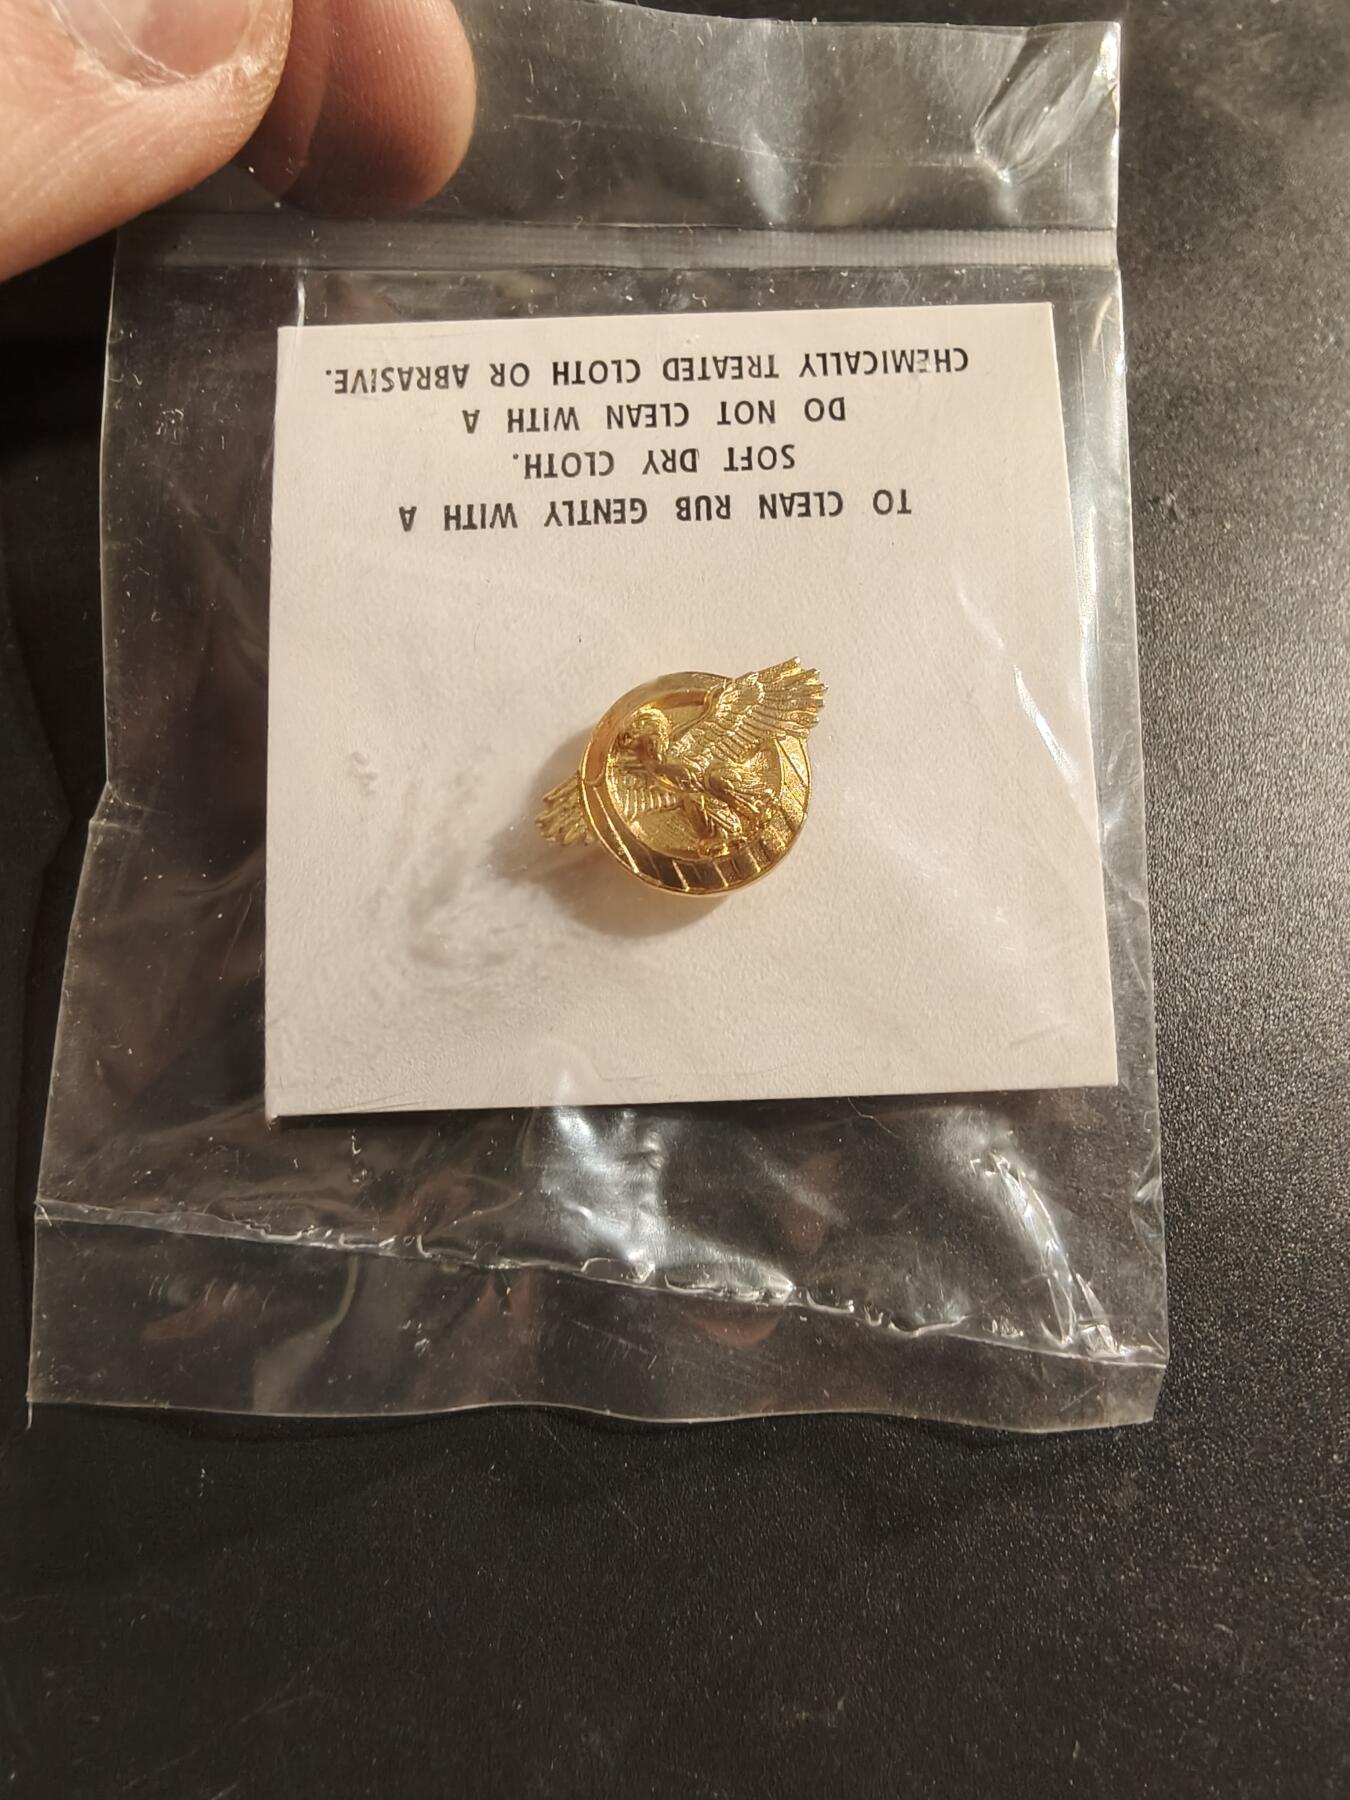 TO CLEAN RUB GENTLY WITH A
SOFT DRY CLOTH.
DO NOT CLEAN WITH A
CHEMICALLY TREATED CLOTH OR ABRASIVE.